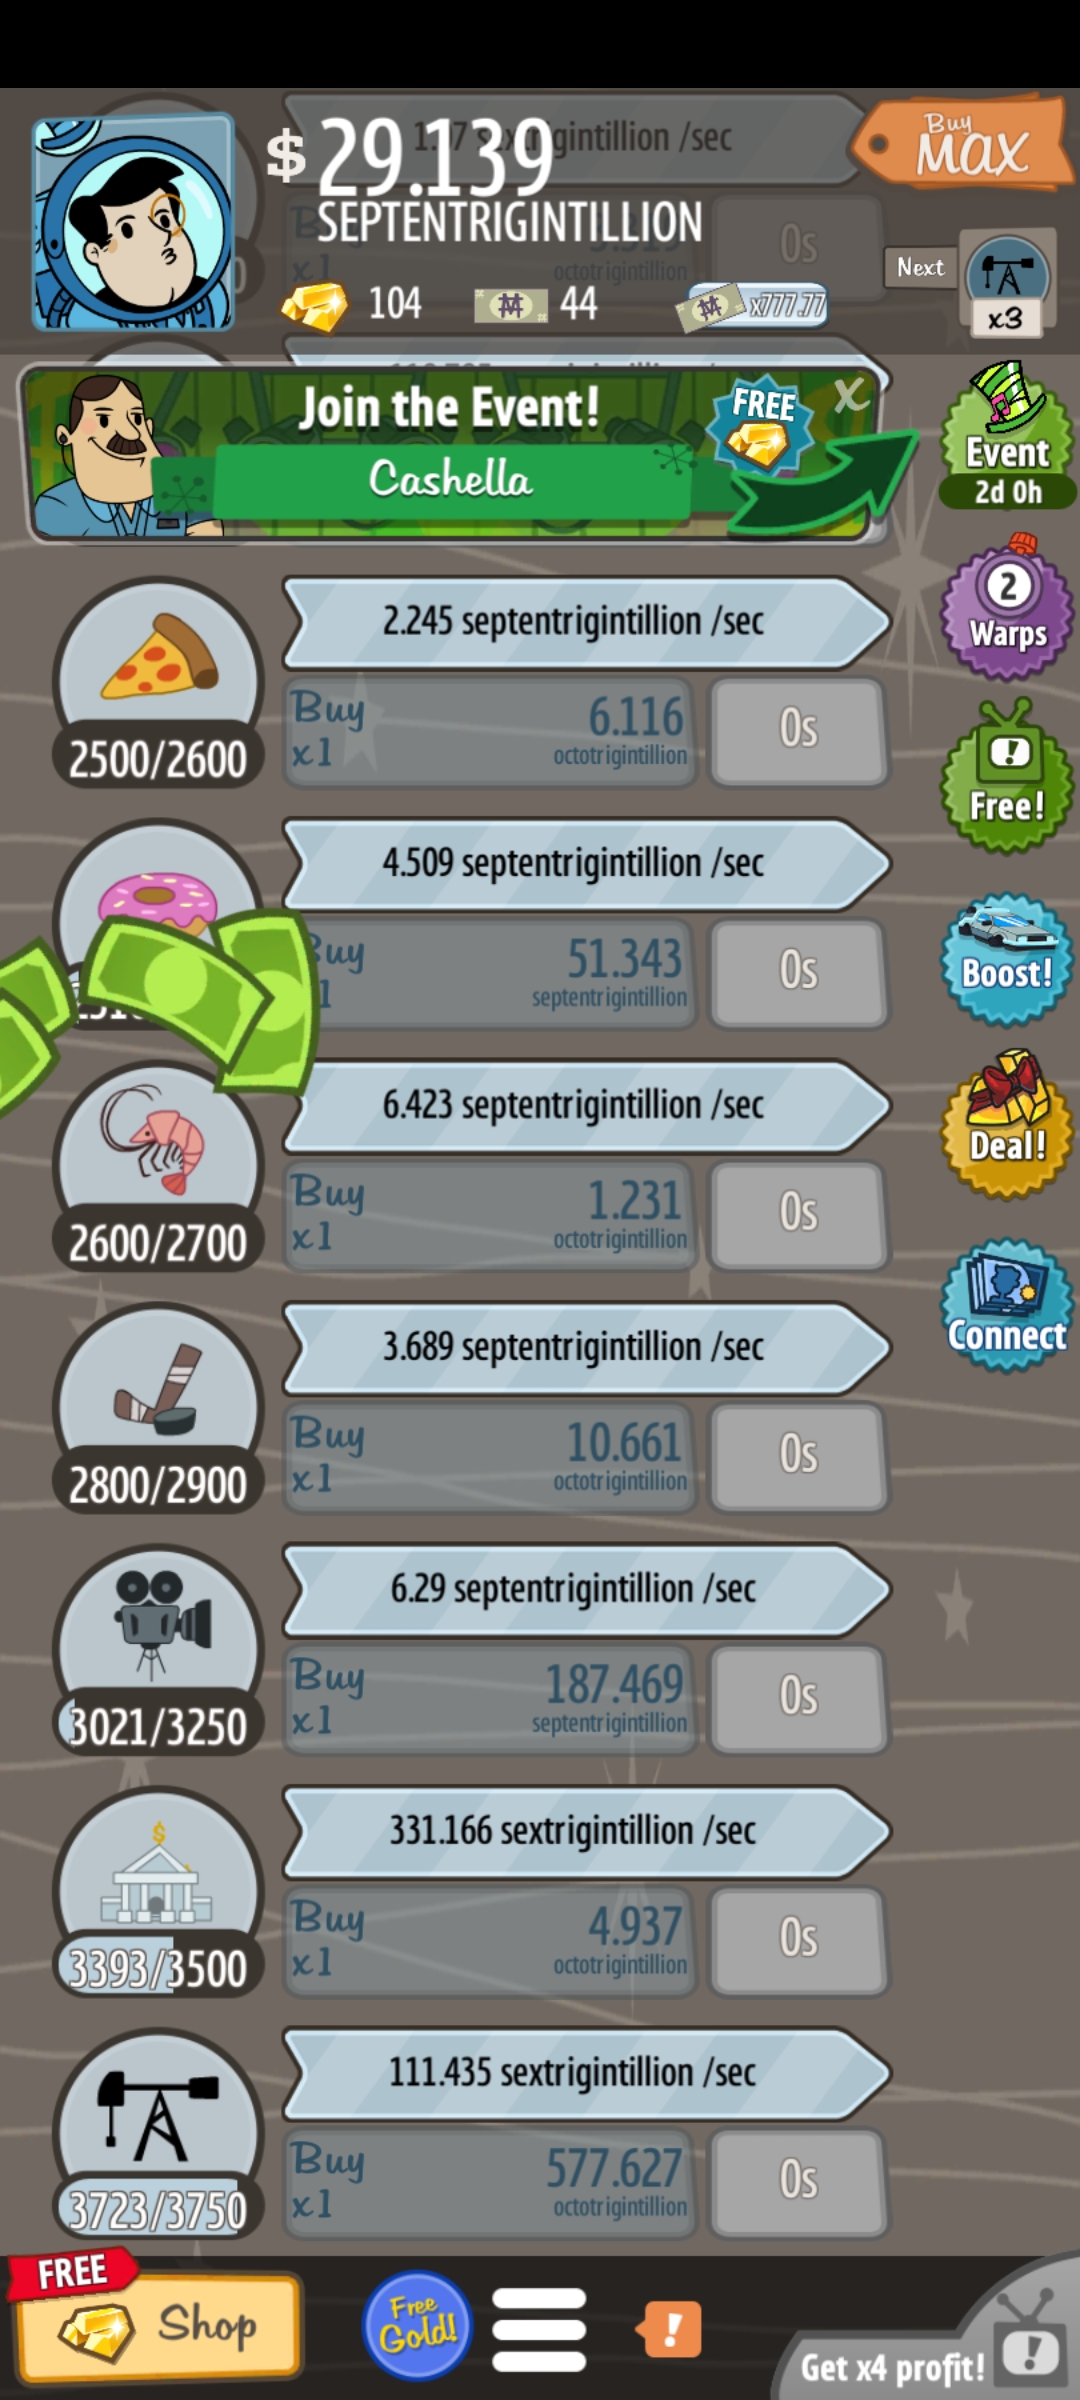 $ 29.139
SEPTENTRIGINTILLION
/sec
Buy
MAX
x1
octotrigintillion
0s
Next
x3
104
44
x777.77
Join the Event!
FREE
X
Cashella
Event
2d 0h
2.245 septentrigintillion /sec
2500/2600
Buy
x1
6.116
octotrigintillion
0s
2
Warps
Free!
4.509 septentrigintillion /sec
Buy
1
51.343
septentrigintillion
0s
Boost!
6.423 septentrigintillion /sec
2600/2700
Buy
x1
1.231
octotrigintillion
0s
Deal!
3.689 septentrigintillion /sec
2800/2900
Buy
x1
10.661
octotrigintillion
0s
Connect
6.29 septentrigintillion /sec
3021/3250
Buy
x1
187.469
septentrigintillion
0s
331.166 sextrigintillion /sec
3393/3500
Buy
x1
4.937
octotrigintillion
0s
111.435 sextrigintillion /sec
3723/3750
Buy
x1
577.627
octotrigintillion
0s
FREE
Shop
Free
Gold!
!
Get x4 profit!